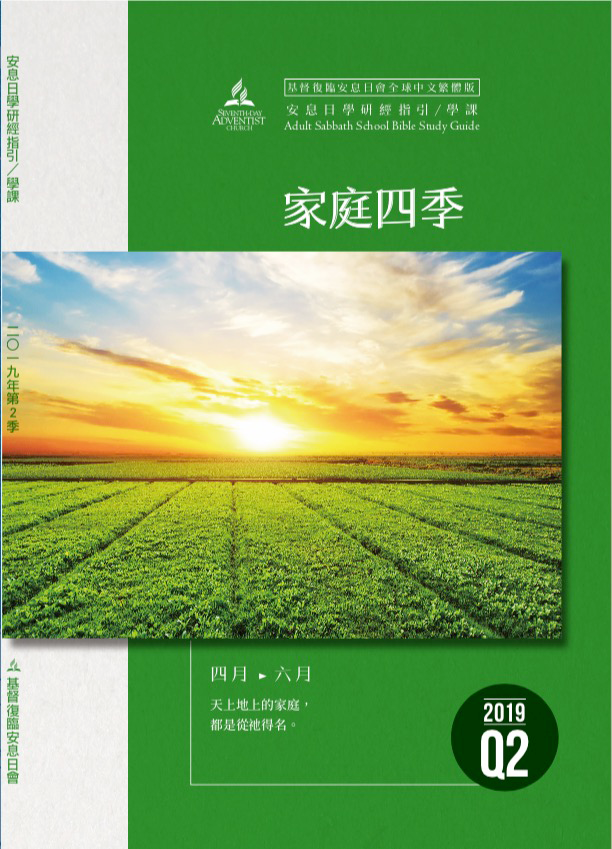 安息日學研經指引／學課
二〇一九年第2季
基督復臨安息日會
SEVENTH-DAY
ADVENTIST
CHURCH
基督復臨安息日會全球中文繁體版
安息日學研經指引／學課
Adult Sabbath School Bible Study Guide
家庭四季
四月 ► 六月
天上地上的家庭，
都是從祂得名。
2019
Q2